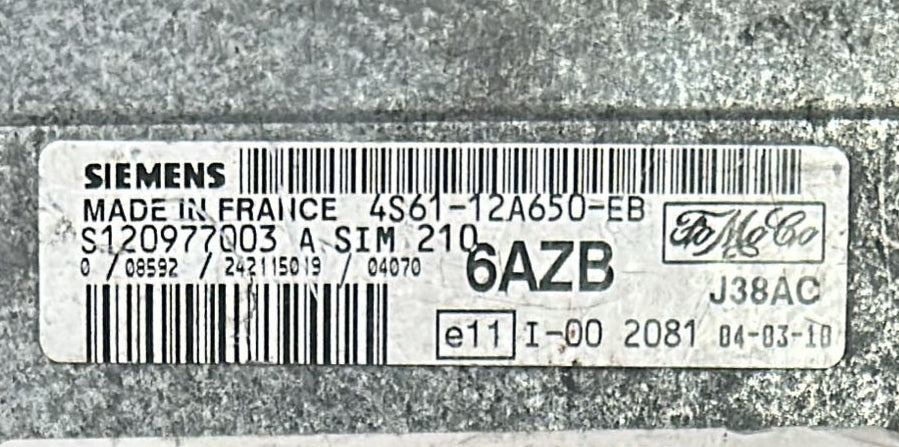 SIEMENS
MADE IN FRANCE 4S61-12A650-EB
S120977003 A SIM 210
FoMoCo
0 / 08592 / 242115019 / 04070
6AZB
J38AC
e11 I-00 2081 04-03-10